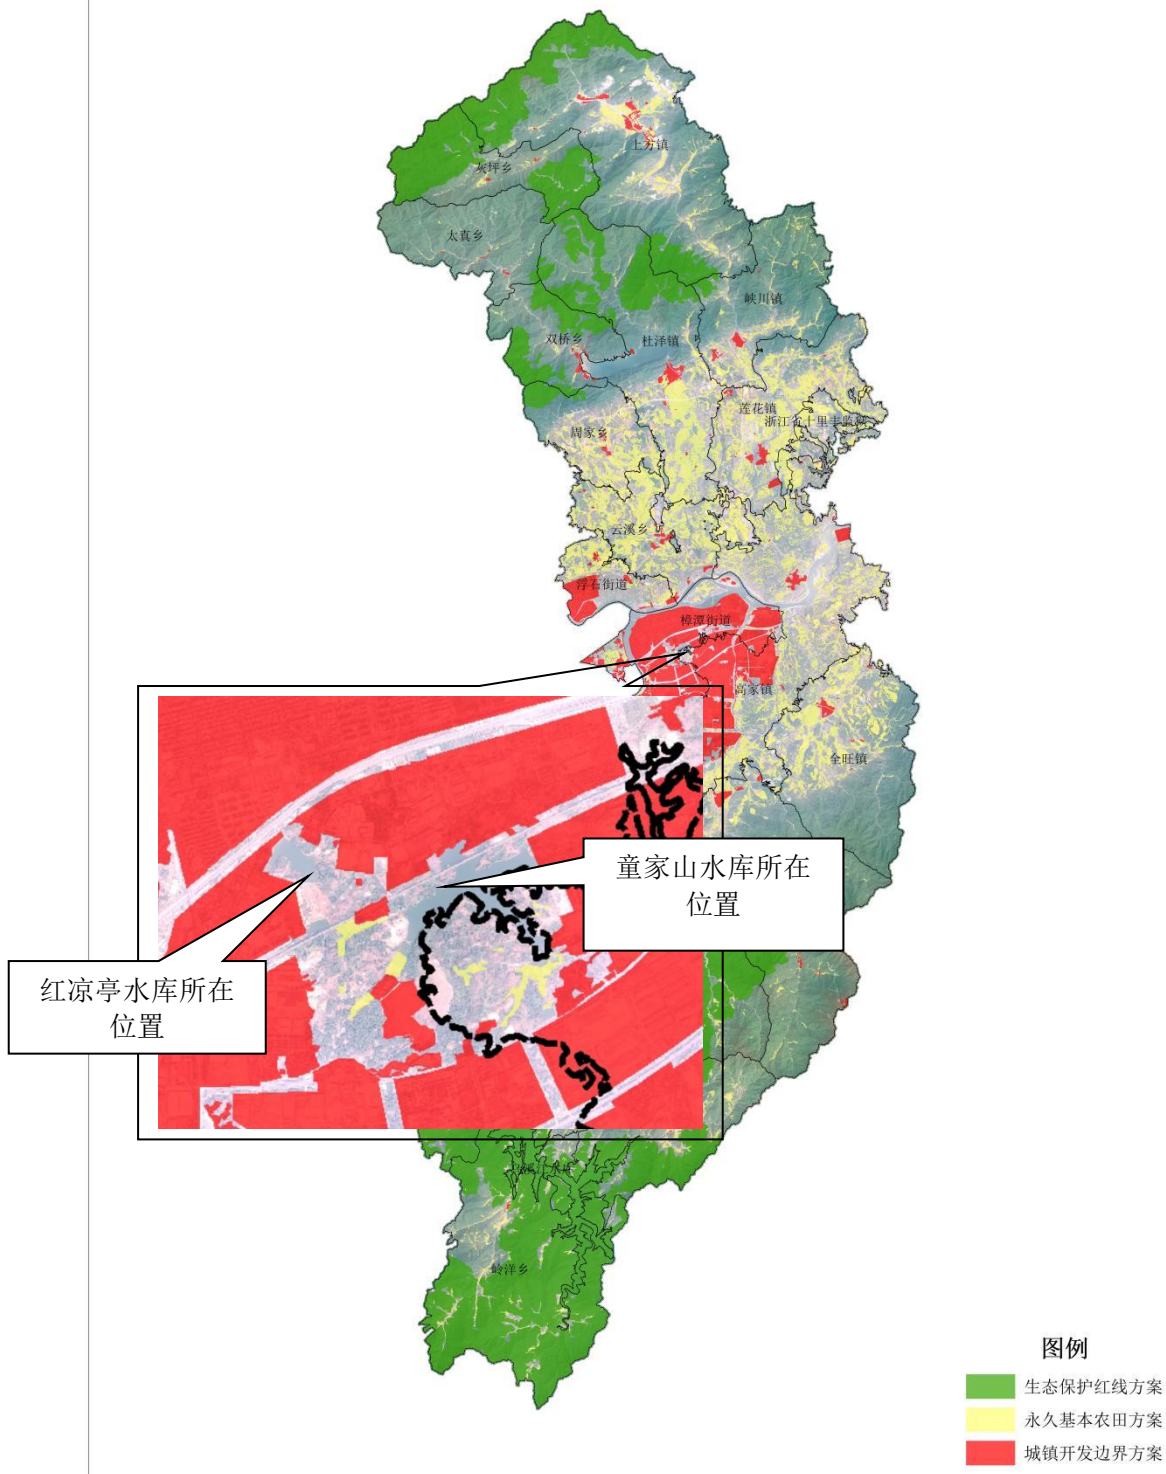 上方镇
灰坪乡
太真乡
峡川镇
双桥乡
杜泽镇
莲花镇
浙江省十里丰监狱
周家乡
云溪乡
浮石街道
樟潭街道
高家镇
全旺镇
童家山水库所在
位置
红凉亭水库所在
位置
岭洋乡
图例
生态保护红线方案
永久基本农田方案
城镇开发边界方案